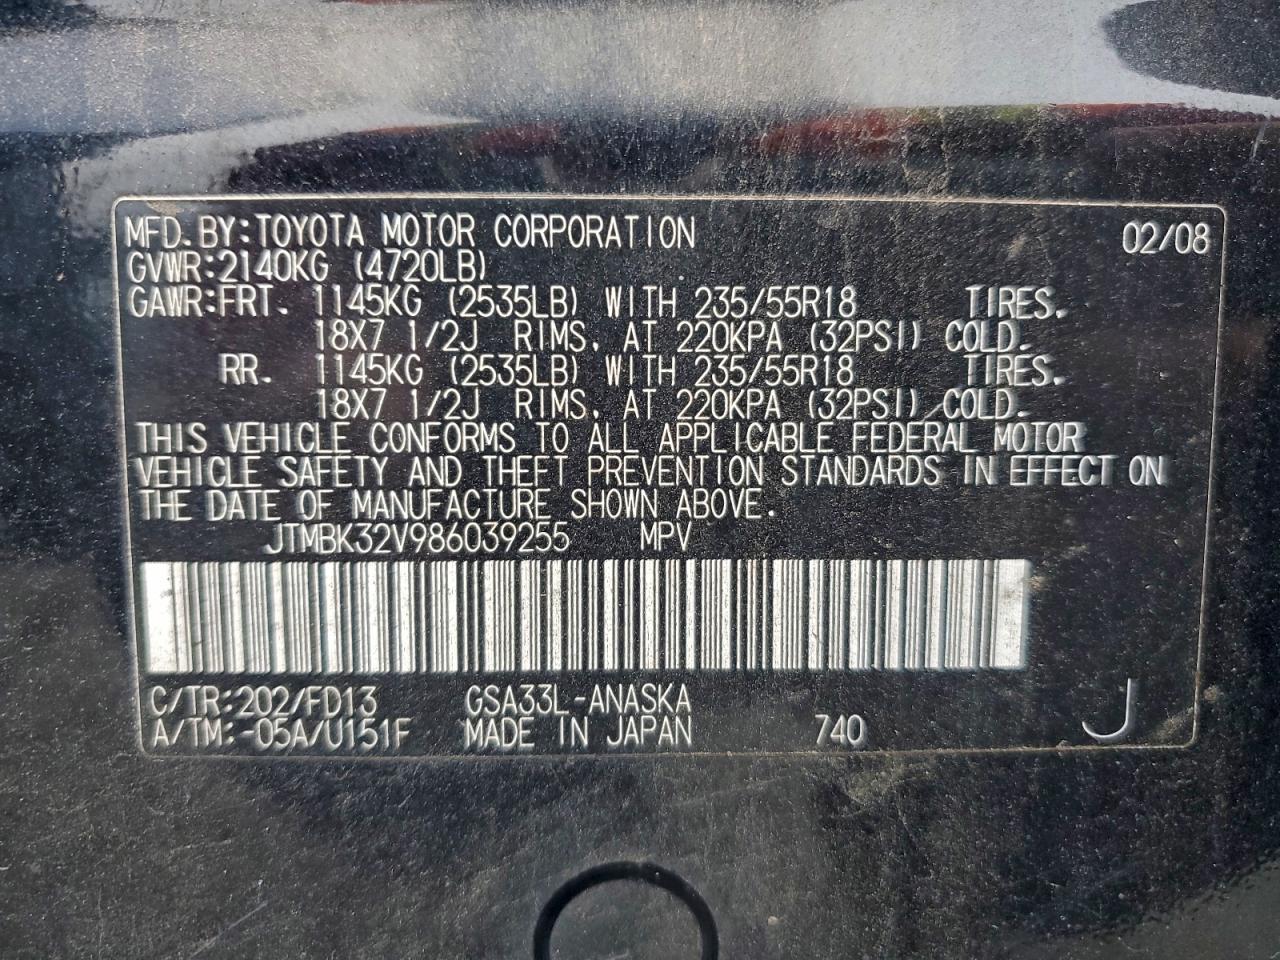 MFD. BY: TOYOTA MOTOR CORPORATION 02/08
GVWR: 2140KG (4720LB)
GAWR: FRT. 1145KG (2535LB) WITH 235/55R18 TIRES.
18X7 1/2J RIMS, AT 220KPA (32PSI) COLD.
RR. 1145KG (2535LB) WITH 235/55R18 TIRES.
18X7 1/2J RIMS, AT 220KPA (32PSI) COLD.
THIS VEHICLE CONFORMS TO ALL APPLICABLE FEDERAL MOTOR
VEHICLE SAFETY AND THEFT PREVENTION STANDARDS IN EFFECT ON
THE DATE OF MANUFACTURE SHOWN ABOVE.
JTMBK32V986039255 MPV
C/TR: 202/FD13 GSA33L-ANASKA
A/TM: -05A/U151F MADE IN JAPAN 740 J